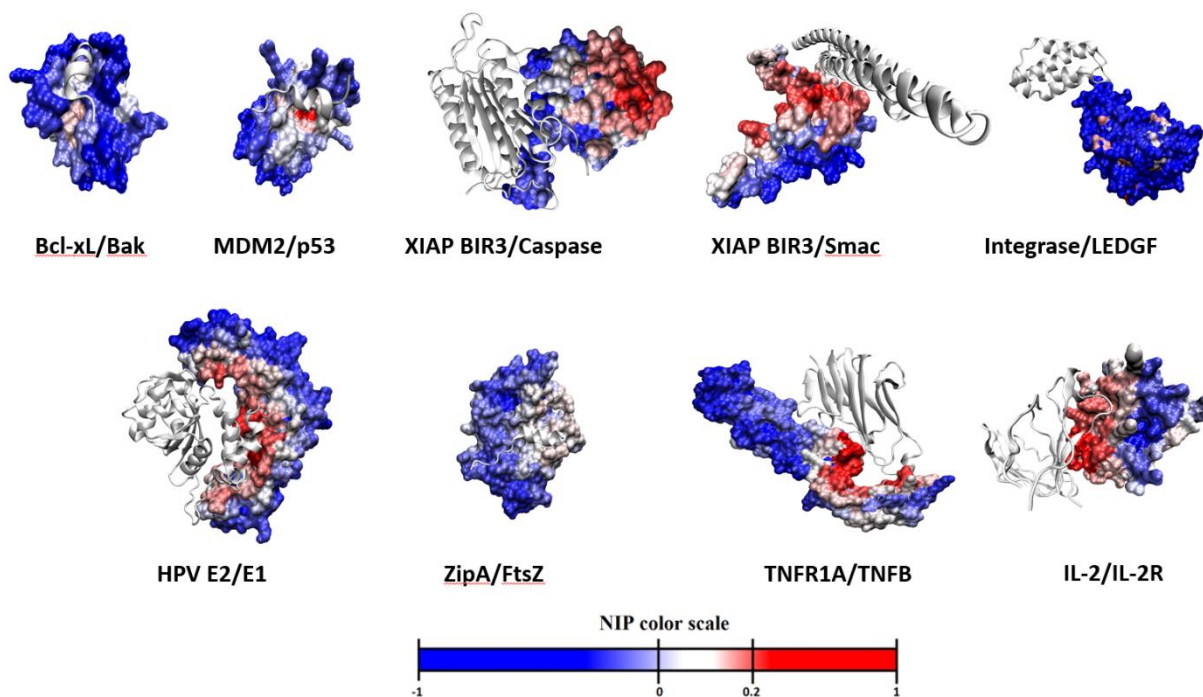 Bcl-xL/Bak MDM2/p53 XIAP BIR3/Caspase XIAP BIR3/Smac Integrase/LEDGF
HPV E2/E1 ZipA/FtsZ TNFR1A/TNFB IL-2/IL-2R
NIP color scale
-1 0 0.2 1